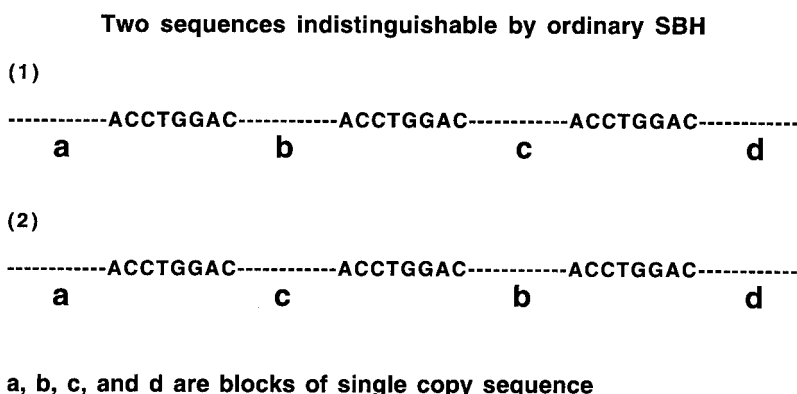 Two sequences indistinguishable by ordinary SBH
(1)
------------ACCTGGAC------------ACCTGGAC------------ACCTGGAC------------
a b c d
(2)
------------ACCTGGAC------------ACCTGGAC------------ACCTGGAC------------
a c b d
a, b, c, and d are blocks of single copy sequence